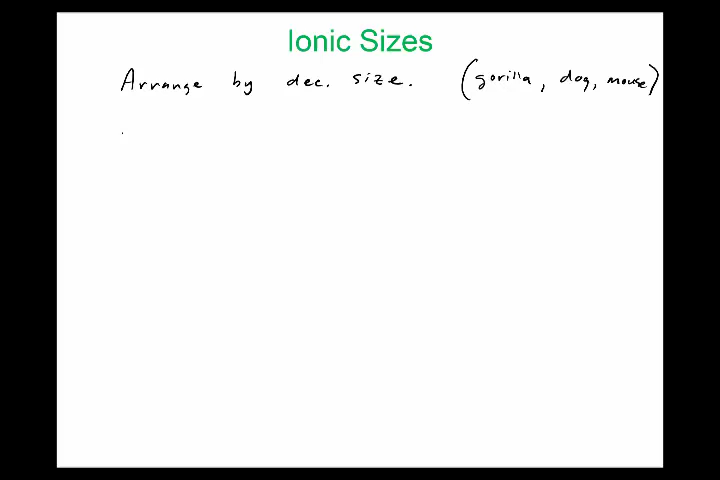 Ionic Sizes
Arrange by dec. size. (gorilla, dog, mouse)